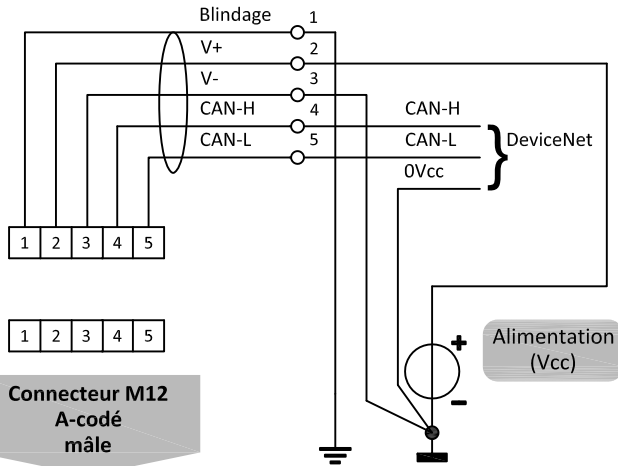 Blindage 1
V+ 2
V- 3
CAN-H 4 CAN-H
CAN-L 5 CAN-L
DeviceNet
0Vcc
1 2 3 4 5
1 2 3 4 5
+
Alimentation
(Vcc)
-
Connecteur M12
A-codé
mâle